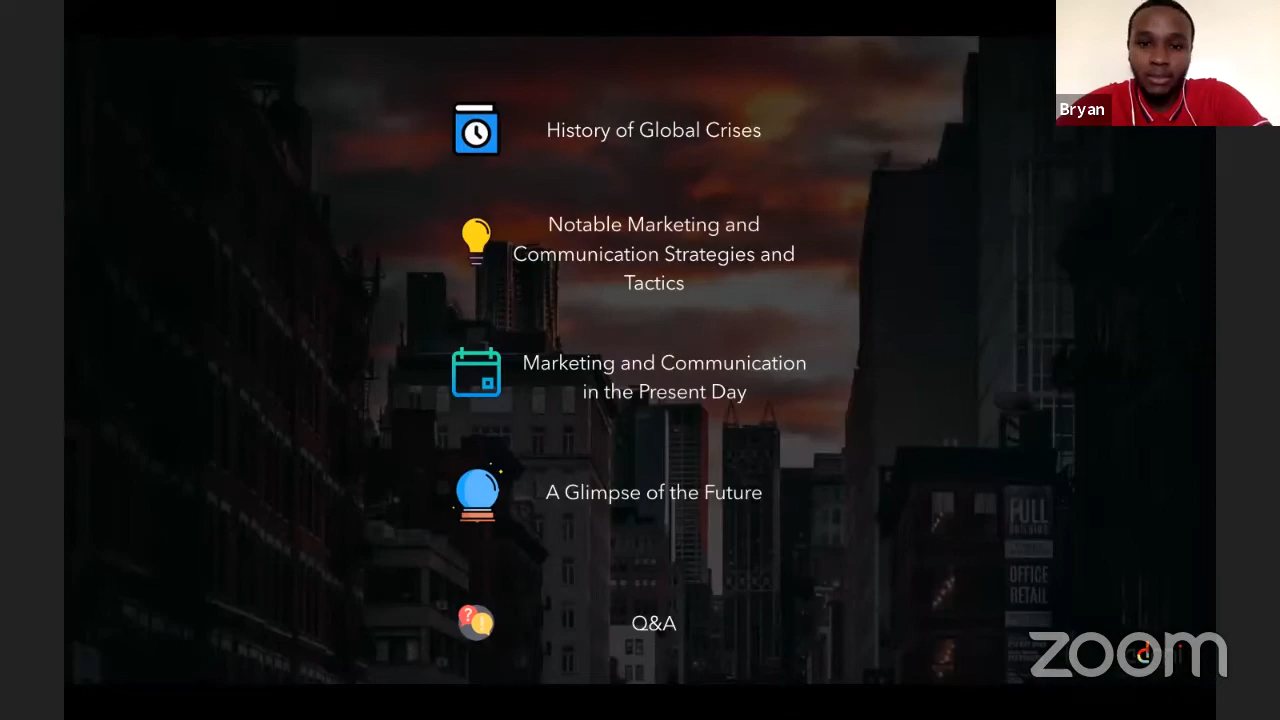 Bryan
History of Global Crises
Notable Marketing and
Communication Strategies and
Tactics
Marketing and Communication
in the Present Day
A Glimpse of the Future
Q&A
FULL
OFFICE
RETAIL
zoom